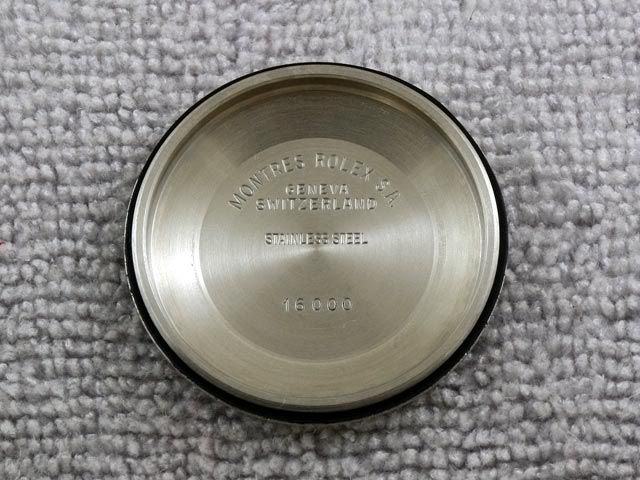 MONTRES ROLEX S.A.
GENEVA
SWITZERLAND
STAINLESS STEEL
16000